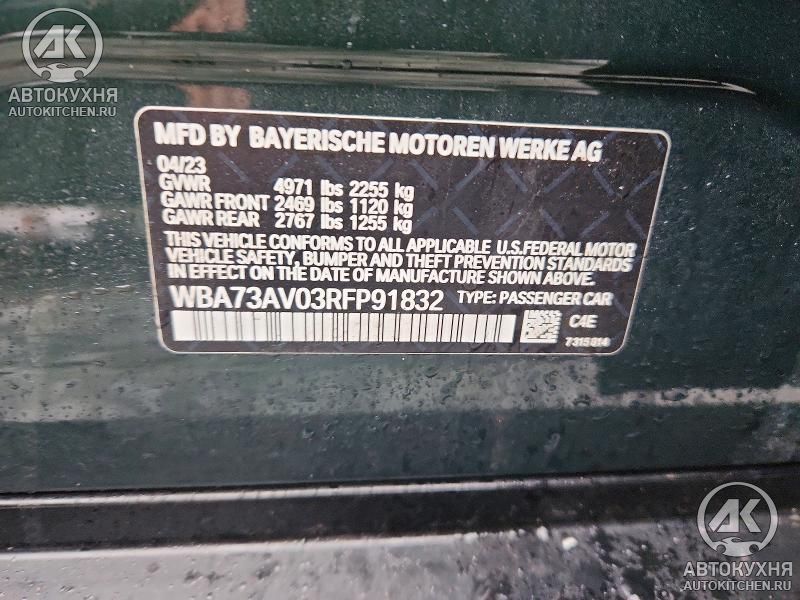 АК
АВТОКУХНЯ
AUTOKITCHEN.RU
MFD BY BAYERISCHE MOTOREN WERKE AG
04/23
GVWR 4971 lbs 2255 kg
GAWR FRONT 2469 lbs 1120 kg
GAWR REAR 2767 lbs 1255 kg
THIS VEHICLE CONFORMS TO ALL APPLICABLE U.S.FEDERAL MOTOR
VEHICLE SAFETY, BUMPER AND THEFT PREVENTION STANDARDS
IN EFFECT ON THE DATE OF MANUFACTURE SHOWN ABOVE.
WBA73AV03RFP91832 TYPE: PASSENGER CAR
C4E
7315814
АК
АВТОКУХНЯ
AUTOKITCHEN.RU